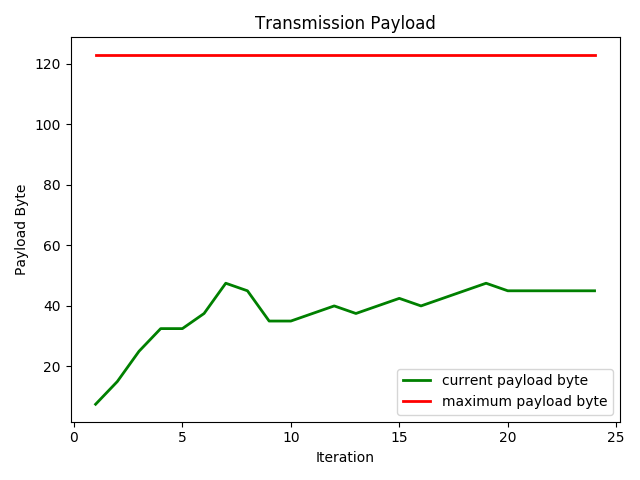 Transmission Payload
120
100
80
60
40
20
Payload Byte
current payload byte
maximum payload byte
0 5 10 15 20 25
Iteration